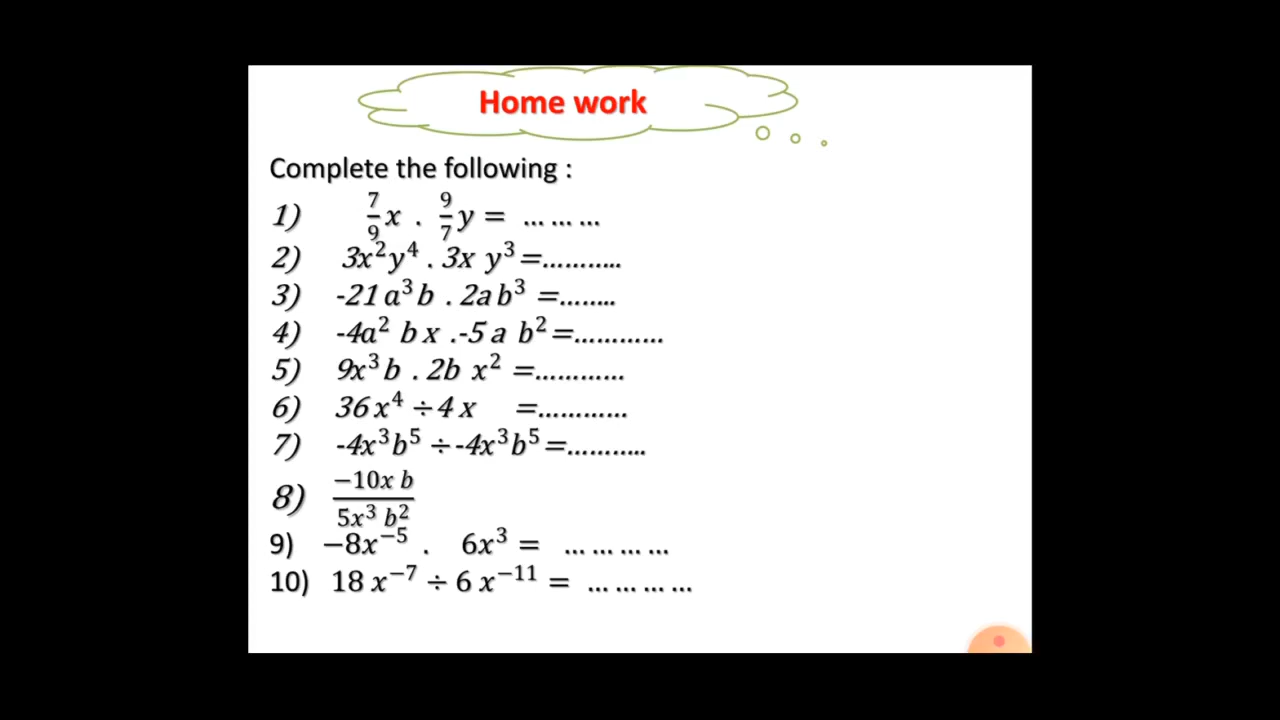 Home work
Complete the following :
1) 7/9 x . 9/7 y = ... ... ...
2) 3x²y⁴ . 3x y³ =...........
3) -21 a³ b . 2a b³ =........
4) -4a² b x .-5 a b² =............
5) 9x³ b . 2b x² =............
6) 36 x⁴ ÷ 4 x =............
7) -4x³b⁵ ÷ -4x³b⁵ =...........
8) −10x b / 5x³ b²
9) −8x⁻⁵ . 6x³ = ... ... ... ...
10) 18 x⁻⁷ ÷ 6 x⁻¹¹ = ... ... ... ...